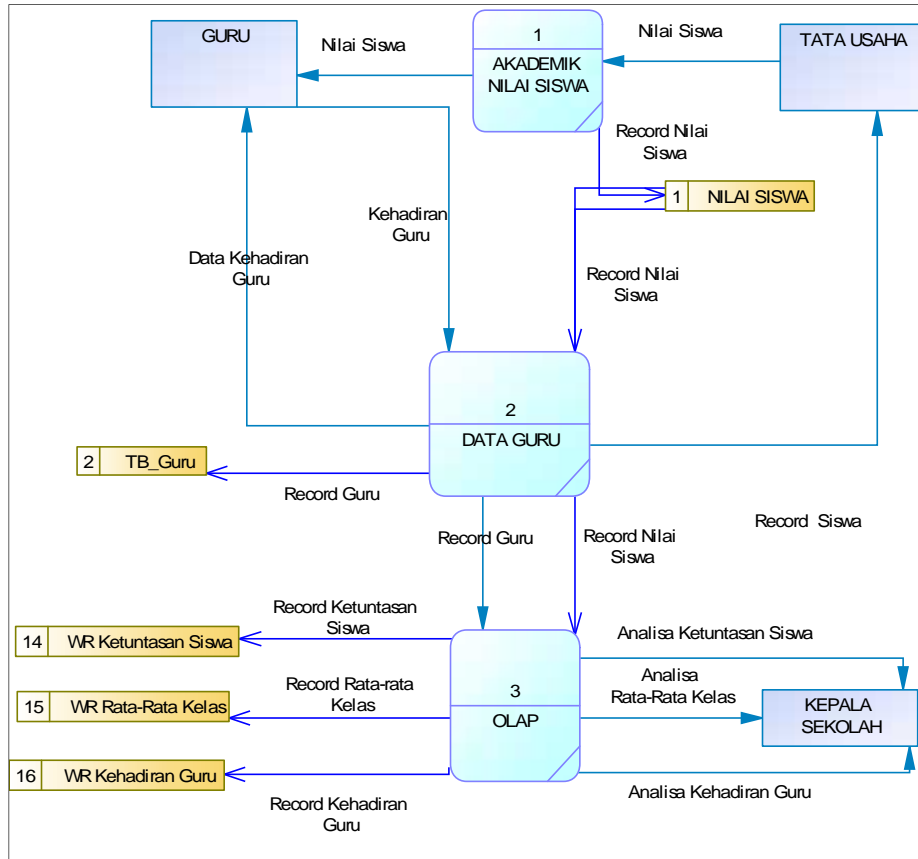 GURU
Nilai Siswa
1
AKADEMIK
NILAI SISWA
Nilai Siswa
TATA USAHA
Record Nilai
Siswa
1 NILAI SISWA
Kehadiran
Guru
Data Kehadiran
Guru
Record Nilai
Siswa
2
DATA GURU
2 TB_Guru
Record Guru
Record Guru
Record Nilai
Siswa
Record Siswa
14 WR Ketuntasan Siswa
Record Ketuntasan
Siswa
15 WR Rata-Rata Kelas
Record Rata-rata
Kelas
16 WR Kehadiran Guru
Record Kehadiran
Guru
3
OLAP
Analisa Ketuntasan Siswa
Analisa
Rata-Rata Kelas
KEPALA
SEKOLAH
Analisa Kehadiran Guru